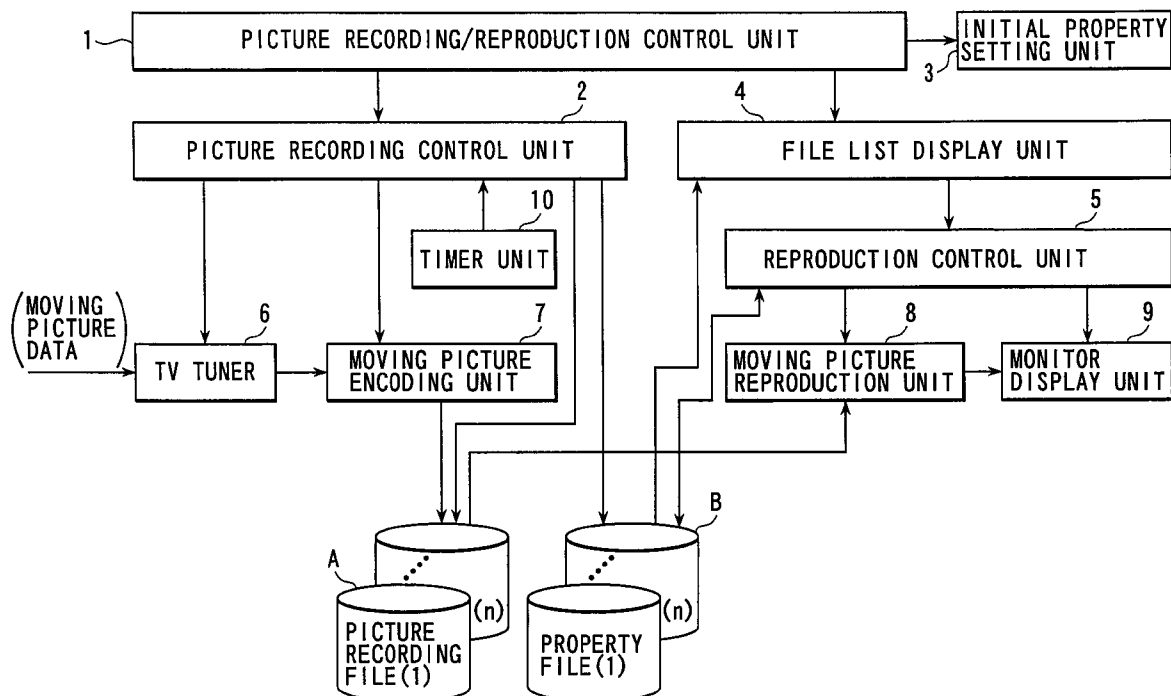 1
PICTURE RECORDING/REPRODUCTION CONTROL UNIT
INITIAL PROPERTY
SETTING UNIT
3
2
PICTURE RECORDING CONTROL UNIT
4
FILE LIST DISPLAY UNIT
10
TIMER UNIT
5
REPRODUCTION CONTROL UNIT
(MOVING
PICTURE
DATA)
6
TV TUNER
7
MOVING PICTURE
ENCODING UNIT
8
MOVING PICTURE
REPRODUCTION UNIT
9
MONITOR
DISPLAY UNIT
A
(n)
PICTURE
RECORDING
FILE(1)
B
(n)
PROPERTY
FILE(1)